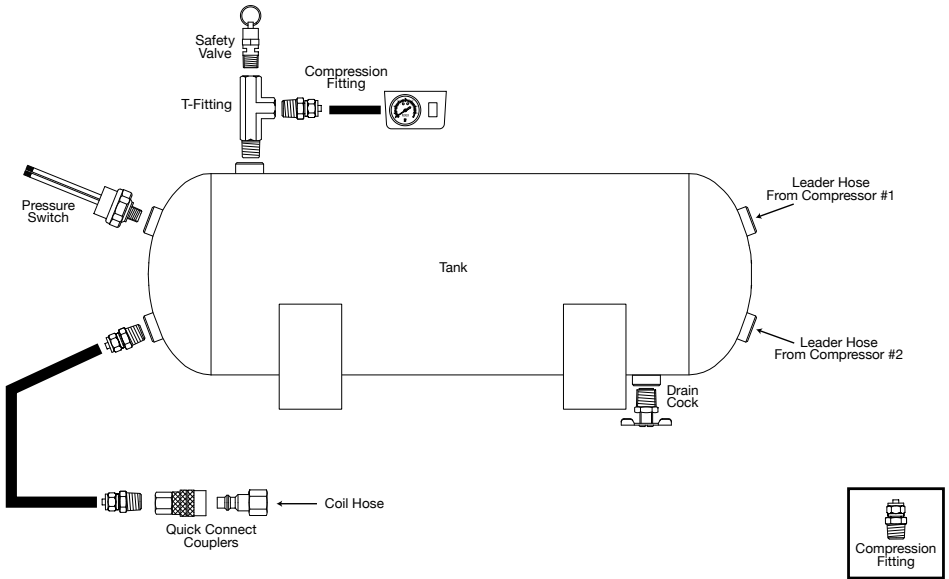 Safety
Valve
Compression
Fitting
T-Fitting
Pressure
Switch
Leader Hose
From Compressor #1
Tank
Leader Hose
From Compressor #2
Drain
Cock
Coil Hose
Quick Connect
Couplers
Compression
Fitting